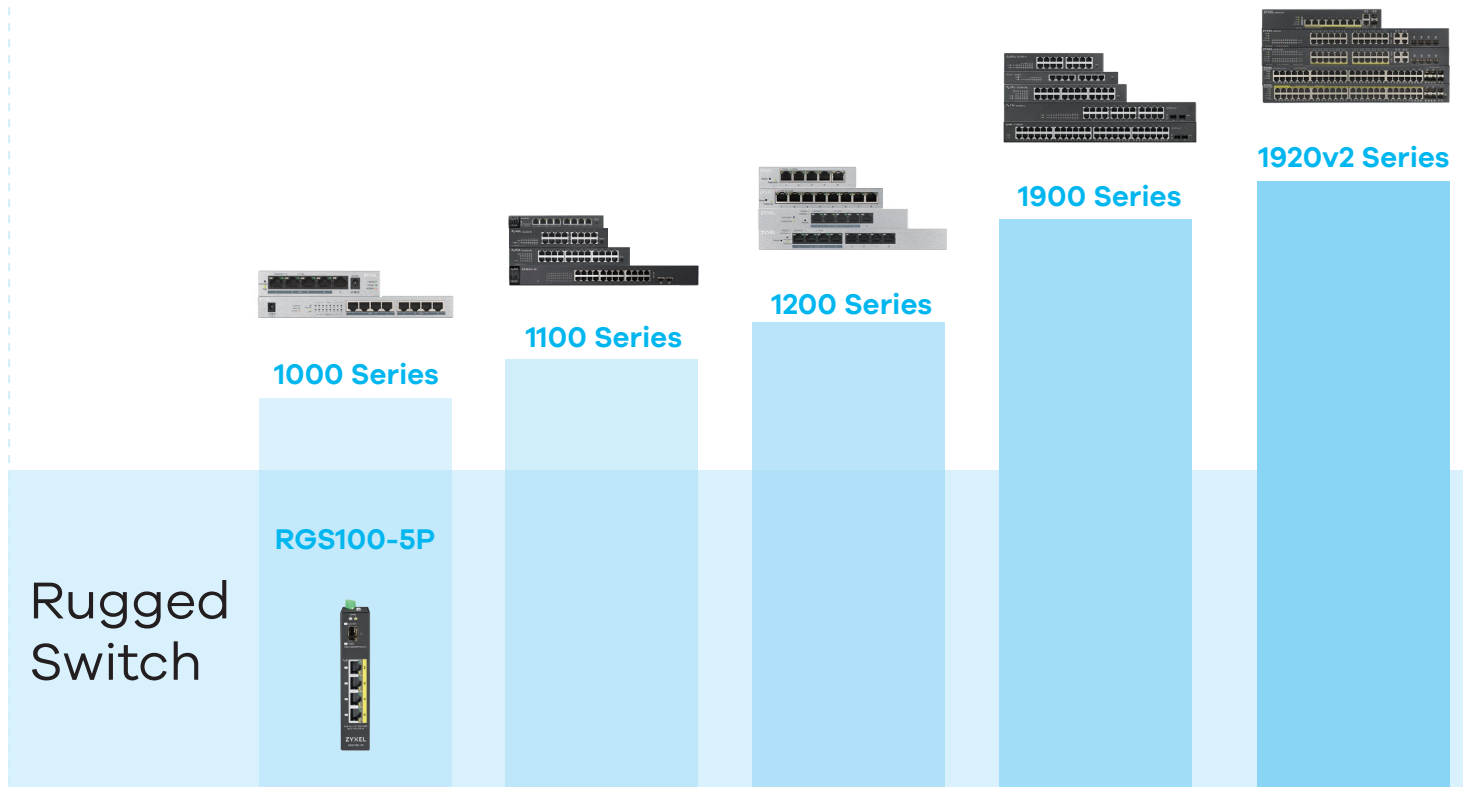 1920v2 Series
1900 Series
1200 Series
1100 Series
1000 Series
RGS100-5P
Rugged
Switch
ZYXEL